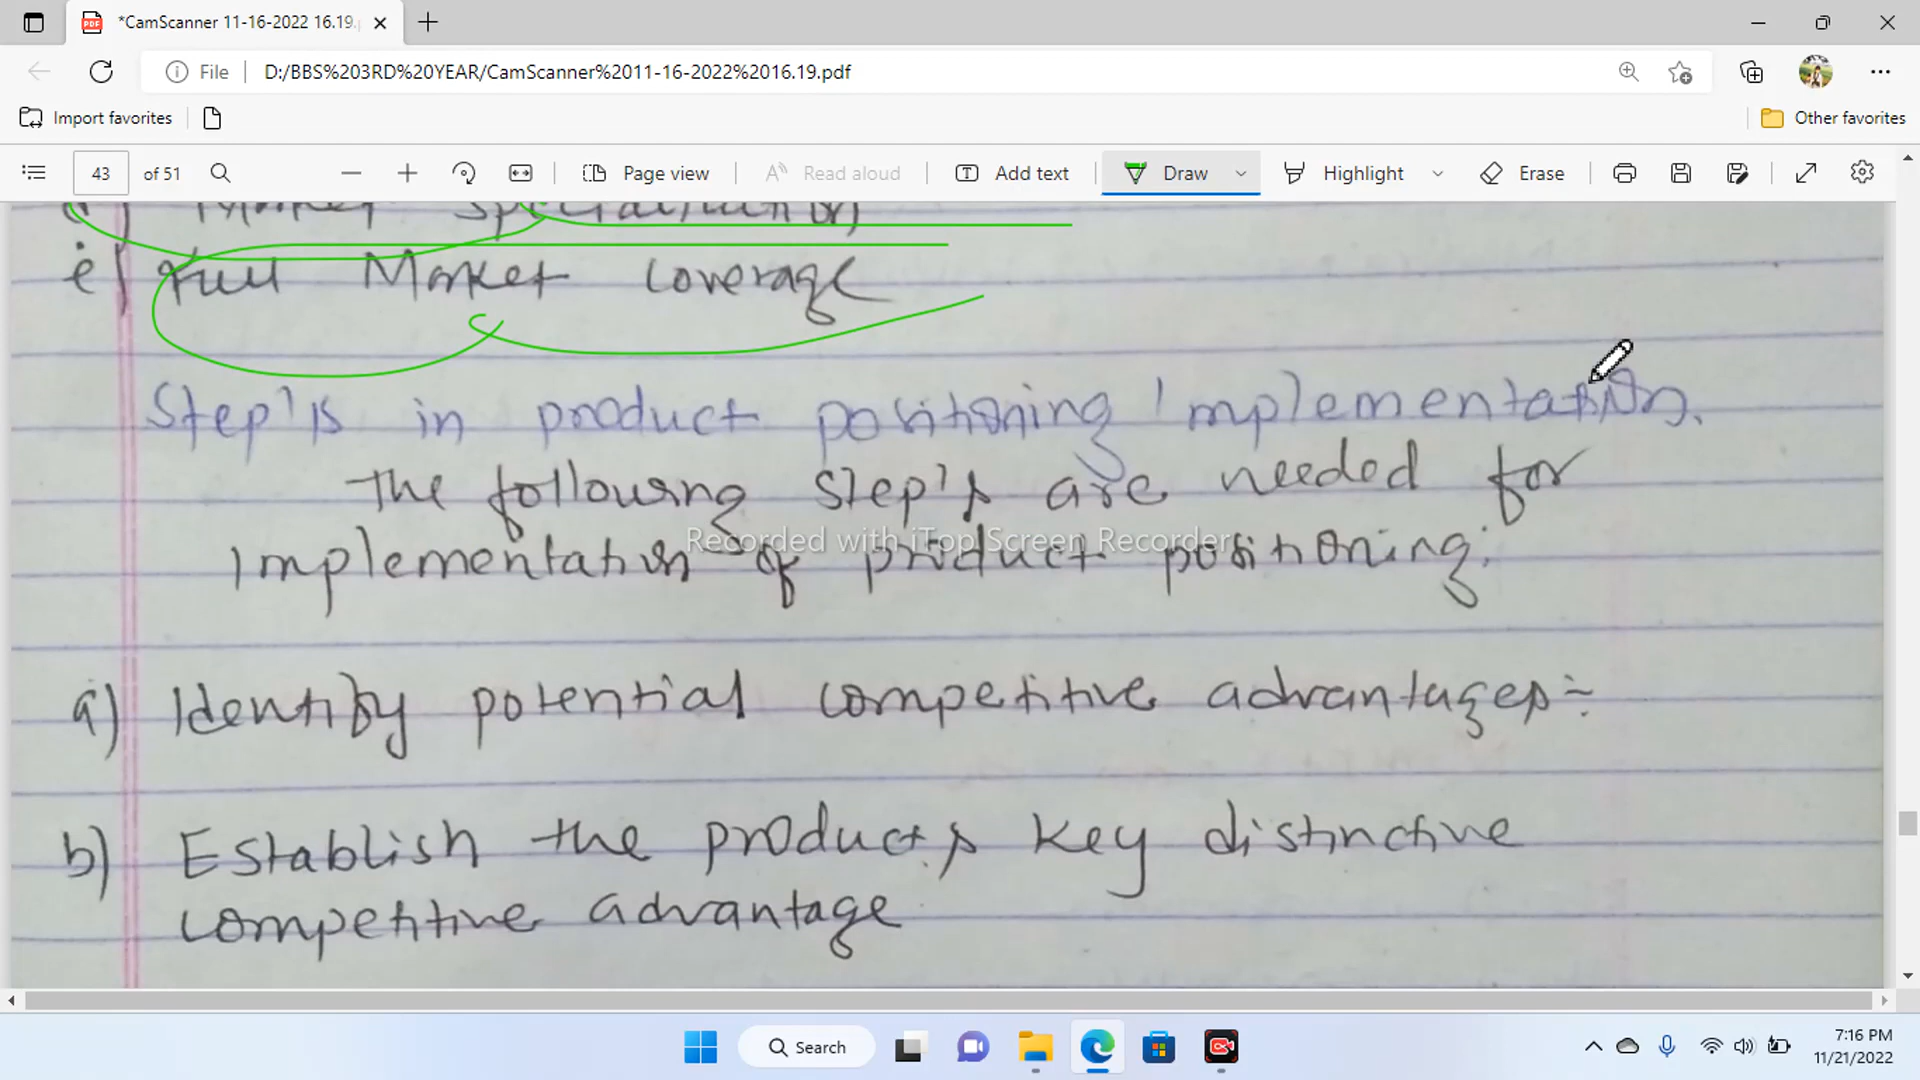 *CamScanner 11-16-2022 16.19.p
File D:/BBS%203RD%20YEAR/CamScanner%2011-16-2022%2016.19.pdf
Import favorites Other favorites
43 of 51 Page view Read aloud Add text Draw Highlight Erase
Market specialization
e) Full Market coverage
Step's in product positioning Implementation.
The following step's are needed for
Implementation of product positioning:
Recorded with iTop Screen Recorder
a) Identify potential competitive advantages:-
b) Establish the product's key distinctive
competitive advantage
Search
7:16 PM
11/21/2022